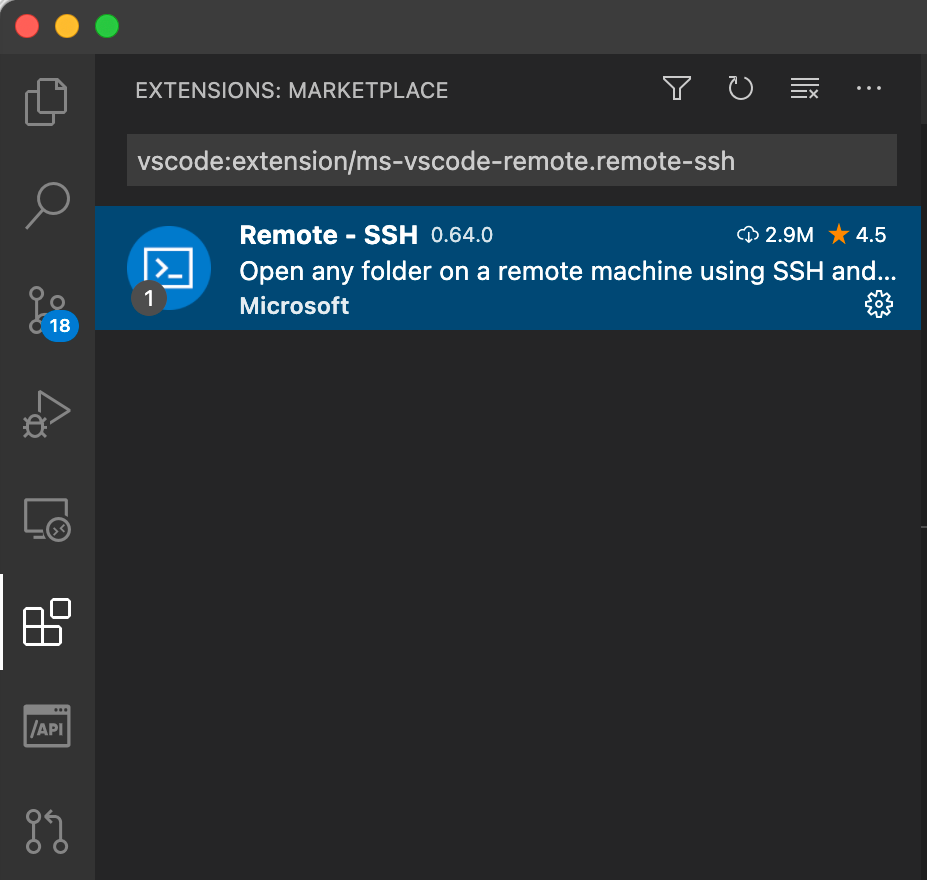 EXTENSIONS: MARKETPLACE
vscode:extension/ms-vscode-remote.remote-ssh
Remote - SSH 0.64.0 2.9M 4.5
Open any folder on a remote machine using SSH and...
1
Microsoft
18
/API